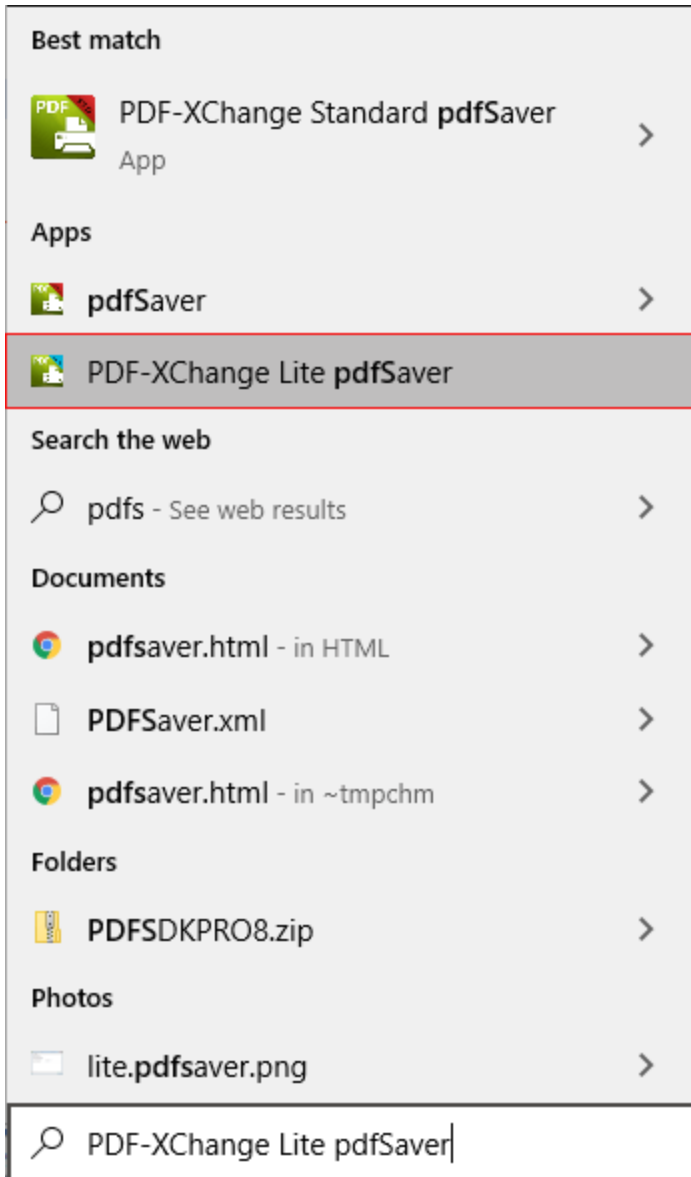 Best match
PDF
PDF-XChange Standard pdfSaver
App
Apps
pdfSaver
PDF-XChange Lite pdfSaver
Search the web
pdfs - See web results
Documents
pdfsaver.html - in HTML
PDFSaver.xml
pdfsaver.html - in ~tmpchm
Folders
PDFSDKPRO8.zip
Photos
lite.pdfsaver.png
PDF-XChange Lite pdfSaver